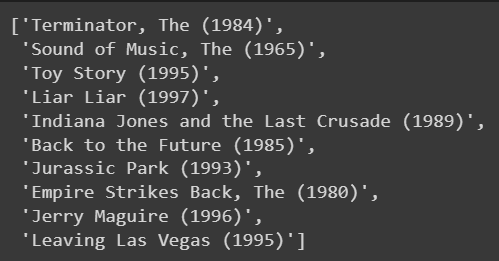 ['Terminator, The (1984)',
'Sound of Music, The (1965)',
'Toy Story (1995)',
'Liar Liar (1997)',
'Indiana Jones and the Last Crusade (1989)',
'Back to the Future (1985)',
'Jurassic Park (1993)',
'Empire Strikes Back, The (1980)',
'Jerry Maguire (1996)',
'Leaving Las Vegas (1995)']